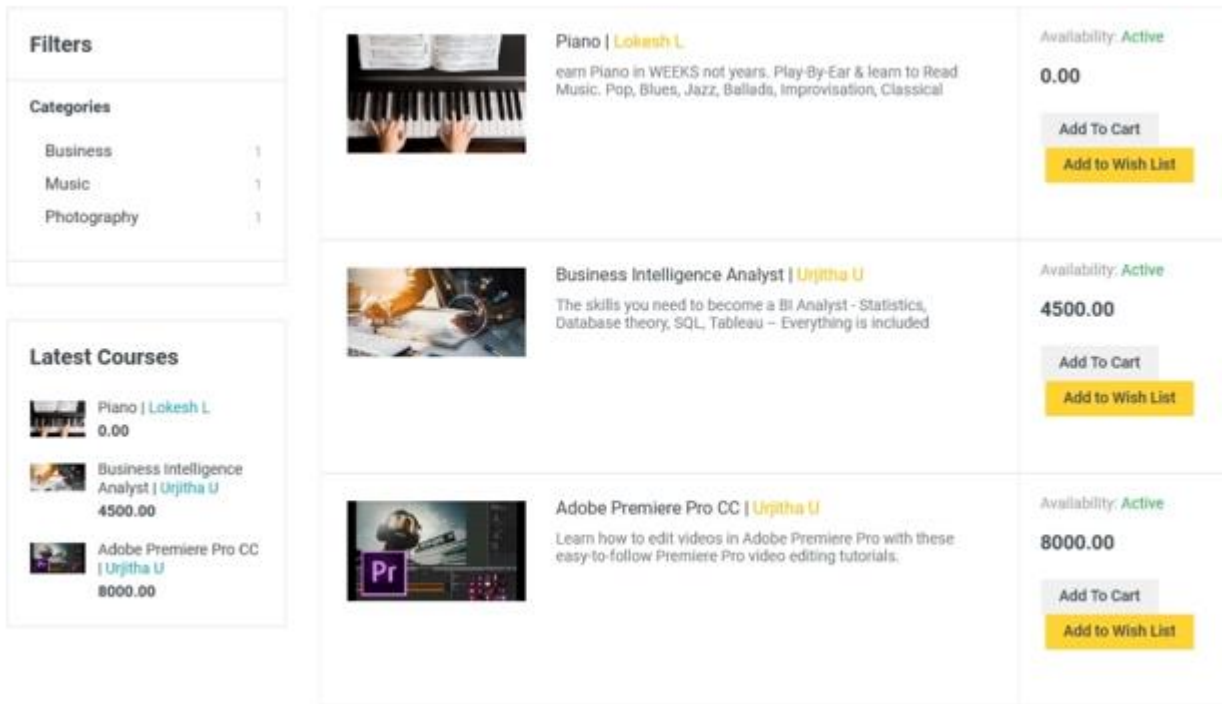 Filters
Categories
Business 1
Music 1
Photography 1
Latest Courses
Piano | Lokesh L
0.00
Business Intelligence
Analyst | Urjitha U
4500.00
Adobe Premiere Pro CC
| Urjitha U
8000.00
Piano | Lokesh L
earn Piano in WEEKS not years. Play-By-Ear & learn to Read
Music. Pop, Blues, Jazz, Ballads, Improvisation, Classical
Availability: Active
0.00
Add To Cart
Add to Wish List
Business Intelligence Analyst | Urjitha U
The skills you need to become a BI Analyst - Statistics,
Database theory, SQL, Tableau – Everything is included
Availability: Active
4500.00
Add To Cart
Add to Wish List
Adobe Premiere Pro CC | Urjitha U
Learn how to edit videos in Adobe Premiere Pro with these
easy-to-follow Premiere Pro video editing tutorials.
Pr
Availability: Active
8000.00
Add To Cart
Add to Wish List